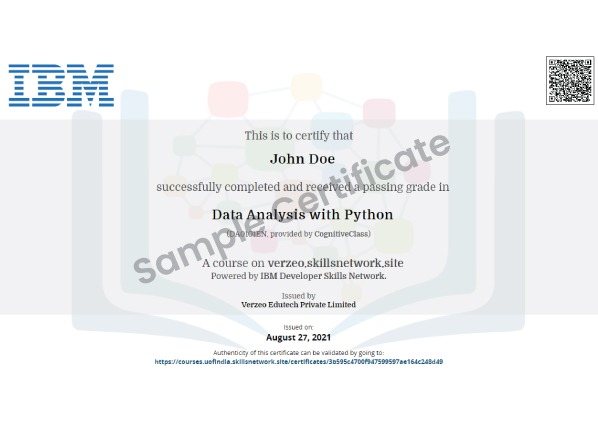 IBM
This is to certify that
John Doe
successfully completed and received a passing grade in
Data Analysis with Python
(DA0101EN, provided by CognitiveClass)
Sample Certificate
A course on verzeo.skillsnetwork.site
Powered by IBM Developer Skills Network.
Issued by
Verzeo Edutech Private Limited
Issued on:
August 27, 2021
Authenticity of this certificate can be validated by going to:
https://courses.uofindia.skillsnetwork.site/certificates/3b595c4700f947599597ae164c248d49